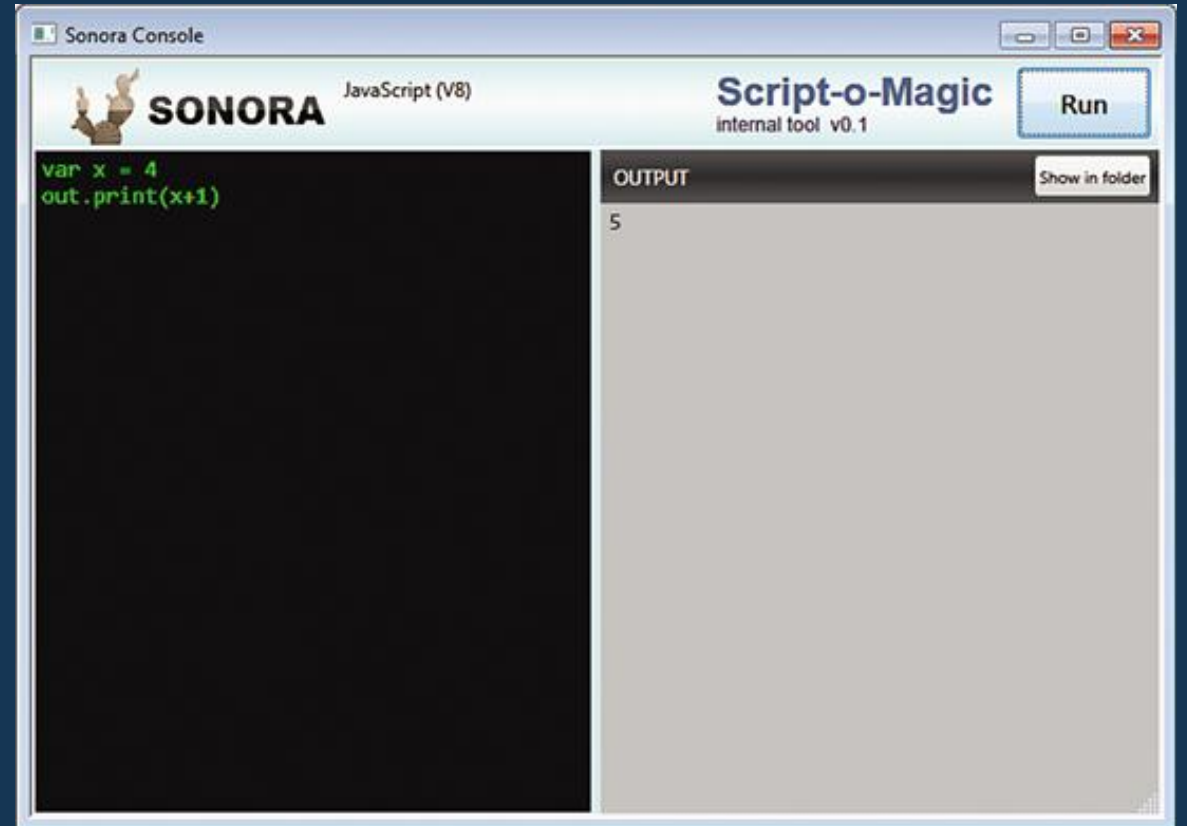 Sonora Console
SONORA
JavaScript (V8)
Script-o-Magic
internal tool v0.1
Run
var x = 4
out.print(x+1)
OUTPUT
Show in folder
5